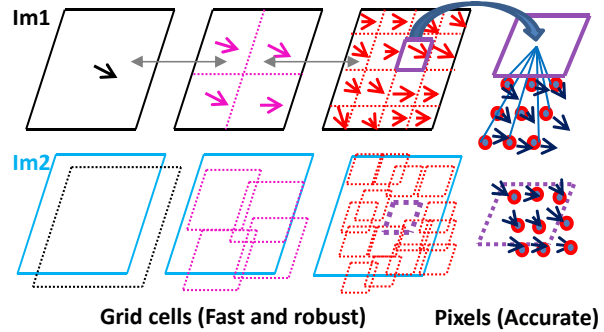 Im1
Im2
Grid cells (Fast and robust)
Pixels (Accurate)